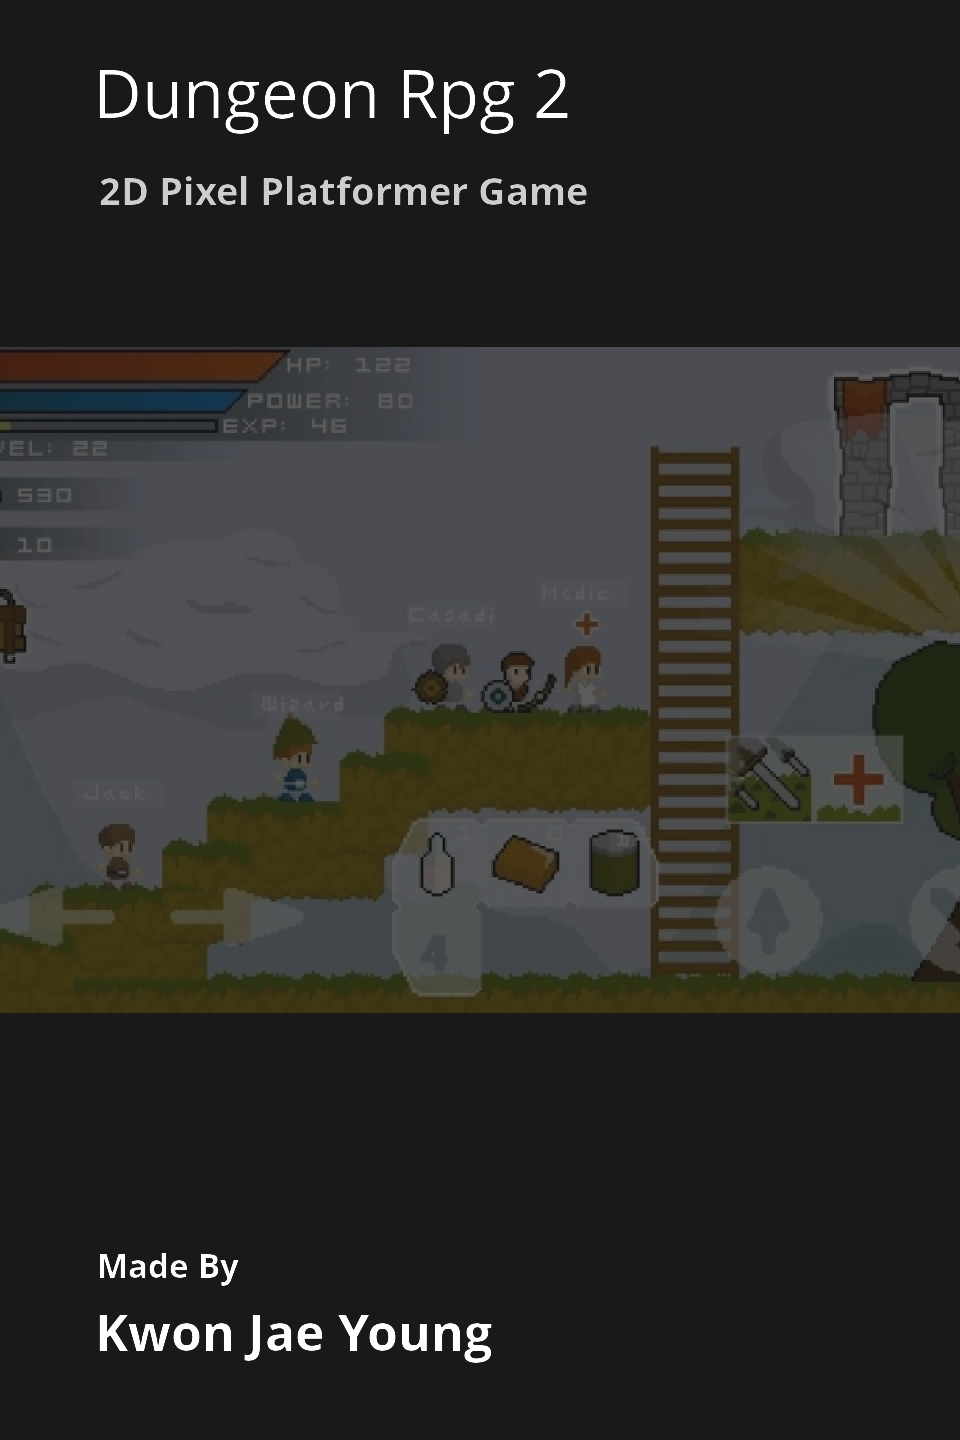 Dungeon Rpg 2
2D Pixel Platformer Game
HP: 122
POWER: 80
EXP: 46
VEL: 22
530
10
Medic
Casadi
Wizard
Jack
4
Made By
Kwon Jae Young